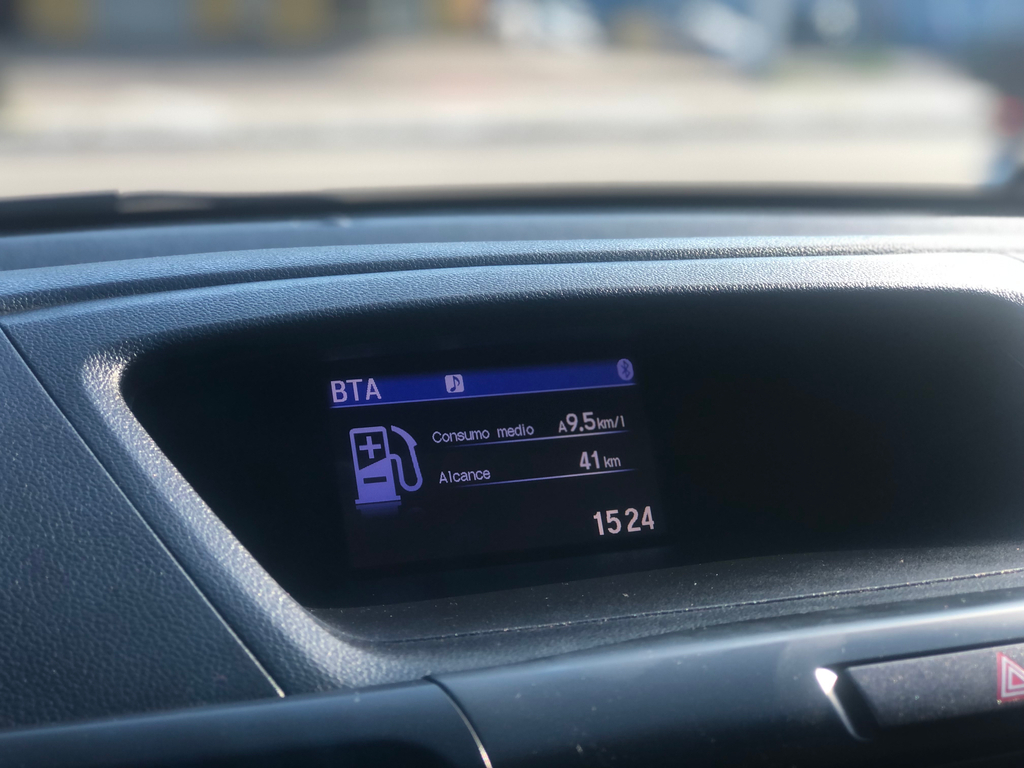 BTA
Consumo medio A9.5km/l
Alcance 41km
1524